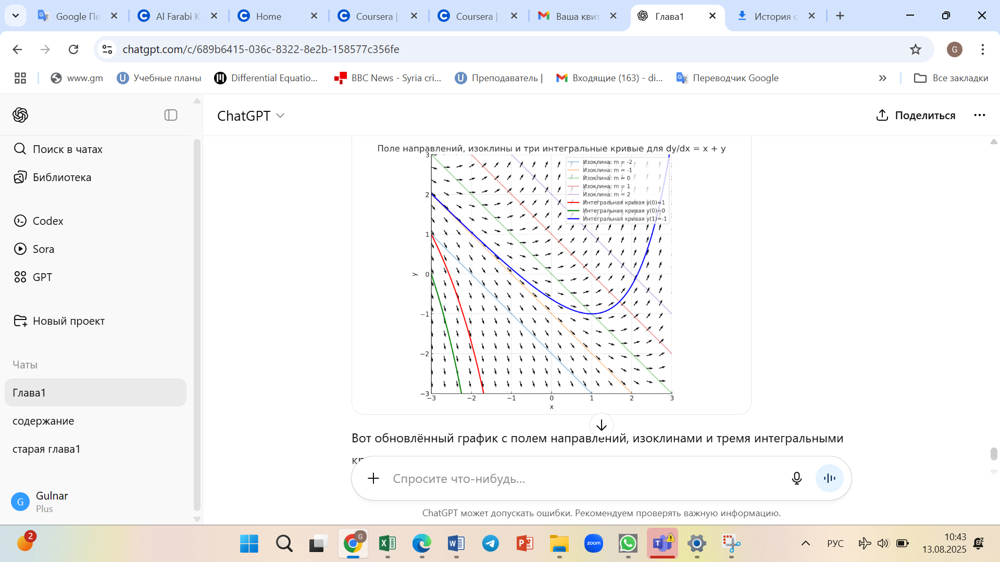 Google Пе
Al Farabi K
Home
Coursera |
Coursera |
Ваша квит
Глава1
История с
chatgpt.com/c/689b6415-036c-8322-8e2b-158577c356fe
G
www.gm
Учебные планы
Differential Equatio...
BBC News - Syria cri...
Преподаватель |
Входящие (163) - di...
Переводчик Google
Все закладки
ChatGPT
Поделиться
Поиск в чатах
Библиотека
Codex
Sora
GPT
Новый проект
Чаты
Глава1
содержание
старая глава1
G
Gulnar
Plus
Поле направлений, изоклины и три интегральные кривые для dy/dx = x + y
Изоклина: m = -2
Изоклина: m = -1
Изоклина: m = 0
Изоклина: m = 1
Изоклина: m = 2
Интегральная кривая y(0)=1
Интегральная кривая y(0)=0
Интегральная кривая y(1)=-1
3
2
1
0
−1
−2
−3
y
−3 −2 −1 0 1 2 3
x
Вот обновлённый график с полем направлений, изоклинами и тремя интегральными
Спросите что-нибудь...
ChatGPT может допускать ошибки. Рекомендуем проверять важную информацию.
2
G
zoom
РУС
10:43
13.08.2025